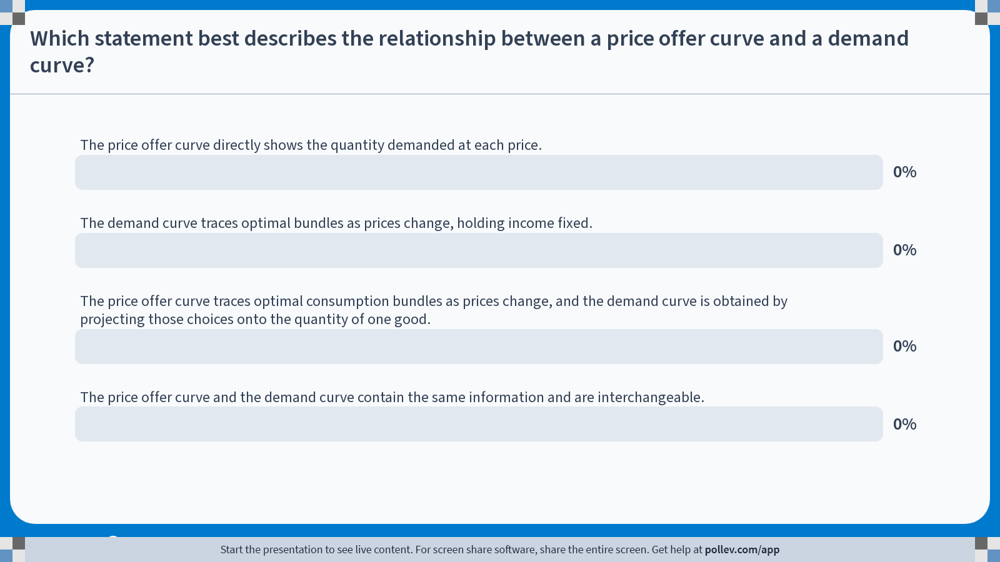 Which statement best describes the relationship between a price offer curve and a demand
curve?
The price offer curve directly shows the quantity demanded at each price.
0%
The demand curve traces optimal bundles as prices change, holding income fixed.
0%
The price offer curve traces optimal consumption bundles as prices change, and the demand curve is obtained by
projecting those choices onto the quantity of one good.
0%
The price offer curve and the demand curve contain the same information and are interchangeable.
0%
Start the presentation to see live content. For screen share software, share the entire screen. Get help at pollev.com/app